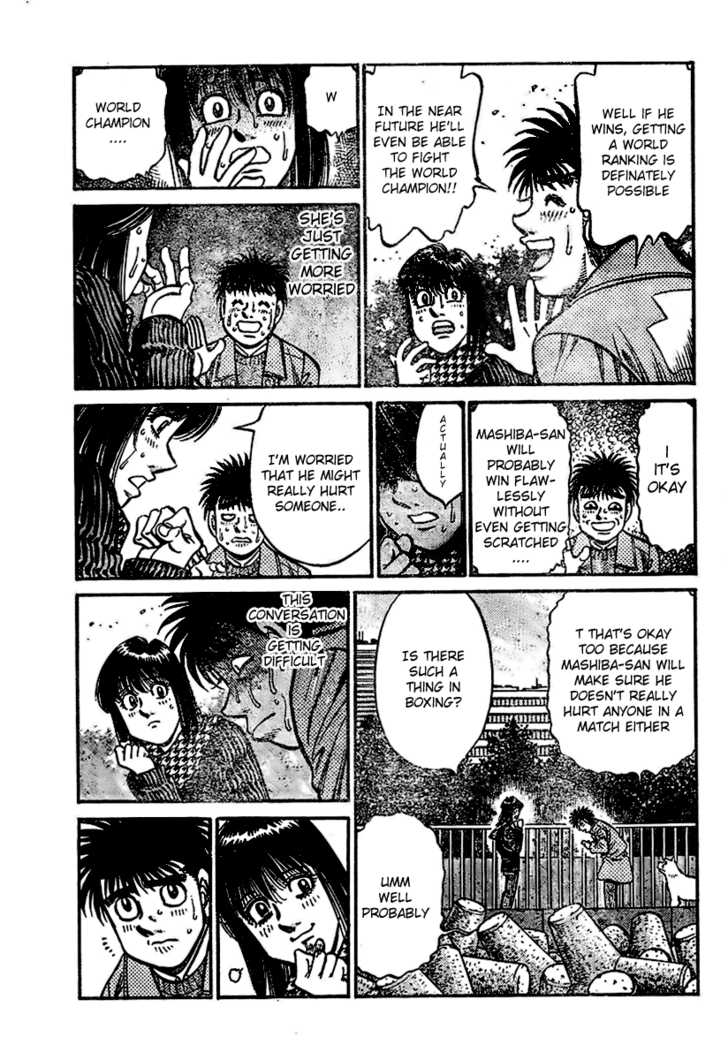 WELL IF HE
WINS, GETTING
A WORLD
RANKING IS
DEFINATELY
POSSIBLE
IN THE NEAR
FUTURE HE'LL
EVEN BE ABLE
TO FIGHT
THE WORLD
CHAMPION!!
W
WORLD
CHAMPION
....
SHE'S
JUST
GETTING
MORE
WORRIED
I
IT'S
OKAY
MASHIBA-SAN
WILL
PROBABLY
WIN FLAW-
LESSLY
WITHOUT
EVEN GETTING
SCRATCHED
....
ACTUALLY
I'M WORRIED
THAT HE MIGHT
REALLY HURT
SOMEONE..
T THAT'S OKAY
TOO BECAUSE
MASHIBA-SAN WILL
MAKE SURE HE
DOESN'T REALLY
HURT ANYONE IN A
MATCH EITHER
IS THERE
SUCH A
THING IN
BOXING?
UMM
WELL
PROBABLY
THIS
CONVERSATION
IS
GETTING
DIFFICULT